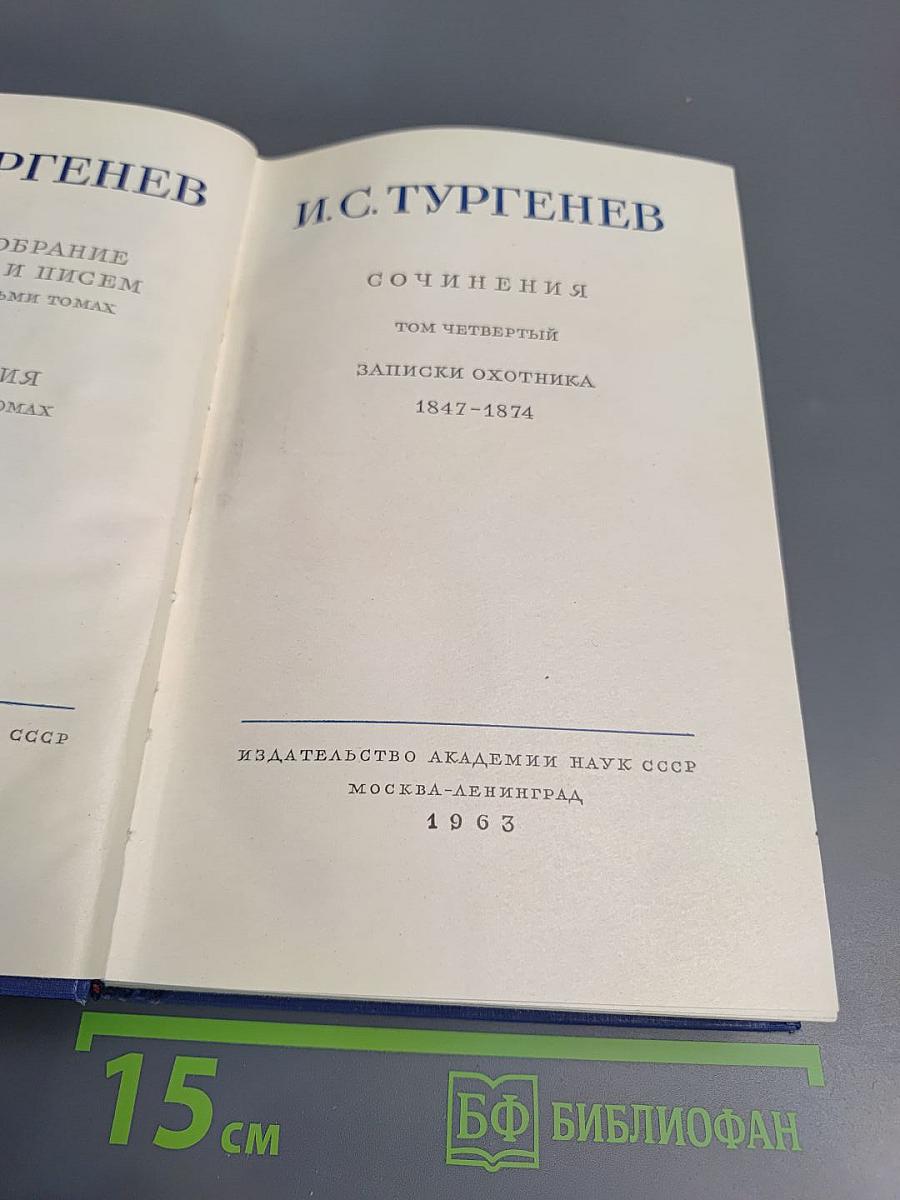 РГЕНЕВ
ОБРАНИЕ
И ПИСЕМ
ЬМИ ТОМАХ
ИЯ
ОМАХ
СССР
И. С. ТУРГЕНЕВ
СОЧИНЕНИЯ
ТОМ ЧЕТВЕРТЫЙ
ЗАПИСКИ ОХОТНИКА
1847-1874
ИЗДАТЕЛЬСТВО АКАДЕМИИ НАУК СССР
МОСКВА-ЛЕНИНГРАД
1963
15 см
БФ БИБЛИОФАН